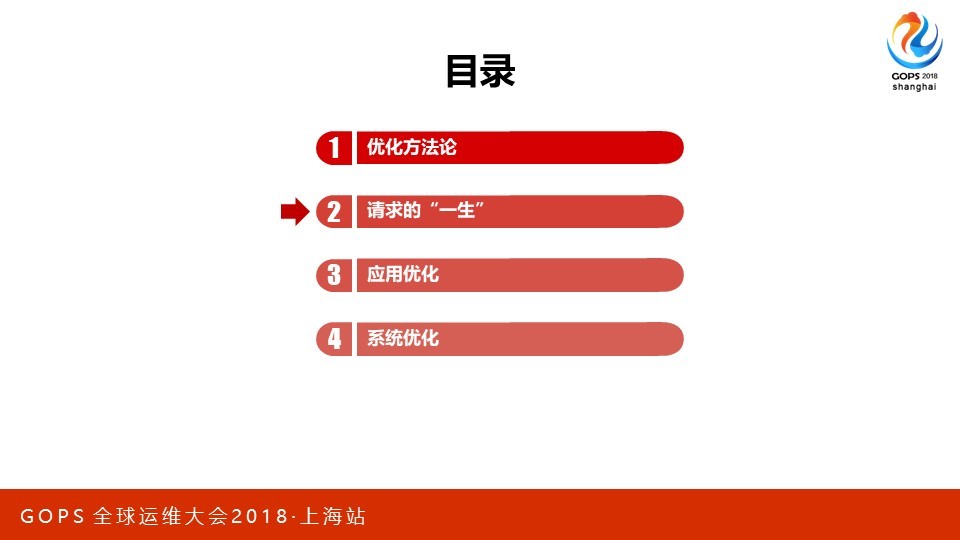 GOPS 2018
shanghai
目录
1 优化方法论
2 请求的“一生”
3 应用优化
4 系统优化
GOPS 全球运维大会2018·上海站